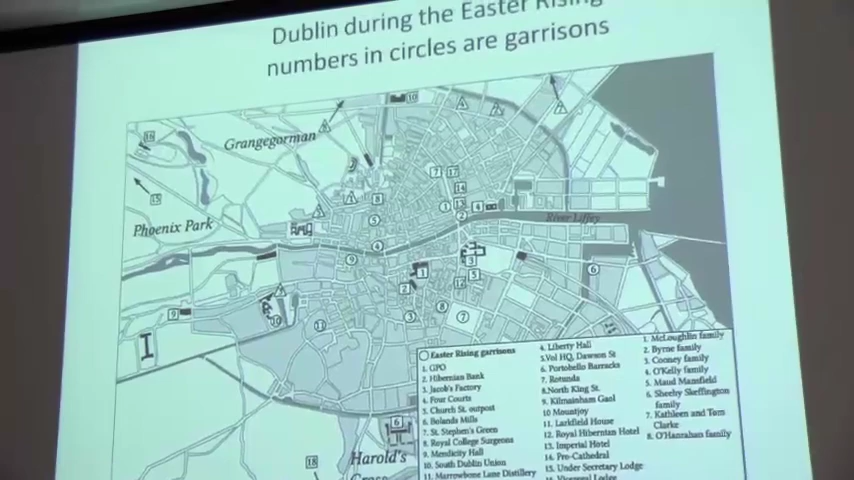 Dublin during the Easter Rising
numbers in circles are garrisons
Grangegorman
Phoenix Park
River Liffey
Harold's
Easter Rising garrisons
1. GPO
2. Hibernian Bank
3. Jacob's Factory
4. Four Courts
5. Church St. outpost
6. Bolands Mills
7. St. Stephen's Green
8. Royal College Surgeons
9. Mendicity Hall
10. South Dublin Union
11. Marrowbone Lane Distillery
4. Liberty Hall
5. Vol HQ, Dawson St
6. Portobello Barracks
7. Rotunda
8. North King St.
9. Kilmainham Gaol
10 Mountjoy
11. Larkfield House
12. Royal Hibernian Hotel
13. Imperial Hotel
14. Pro-Cathedral
15. Under Secretary Lodge
1. McLoughlin family
2. Byrne family
3. Cooney family
4. O'Kelly family
5. Maud Mansfield
6. Sheehy Skeffington
family
7. Kathleen and Tom
Clarke
8. O'Hanrahan family